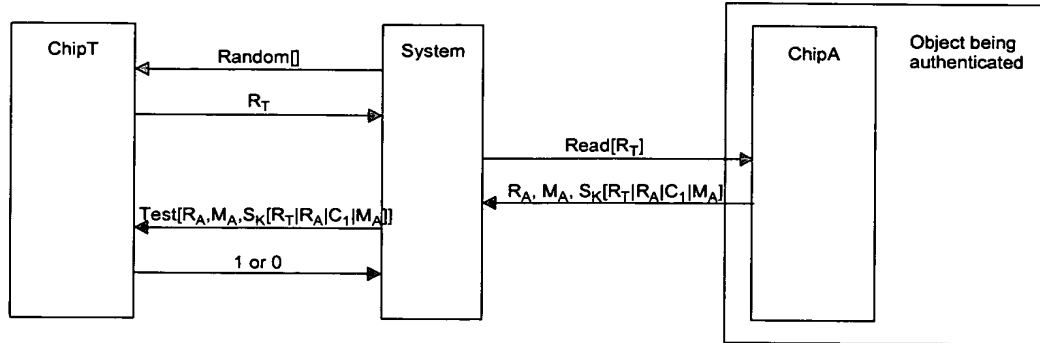 ChipT
System
ChipA
Object being
authenticated
Random[]
R_T
Read[R_T]
R_A, M_A, S_K[R_T|R_A|C_1|M_A]
Test[R_A,M_A,S_K[R_T|R_A|C_1|M_A]]
1 or 0